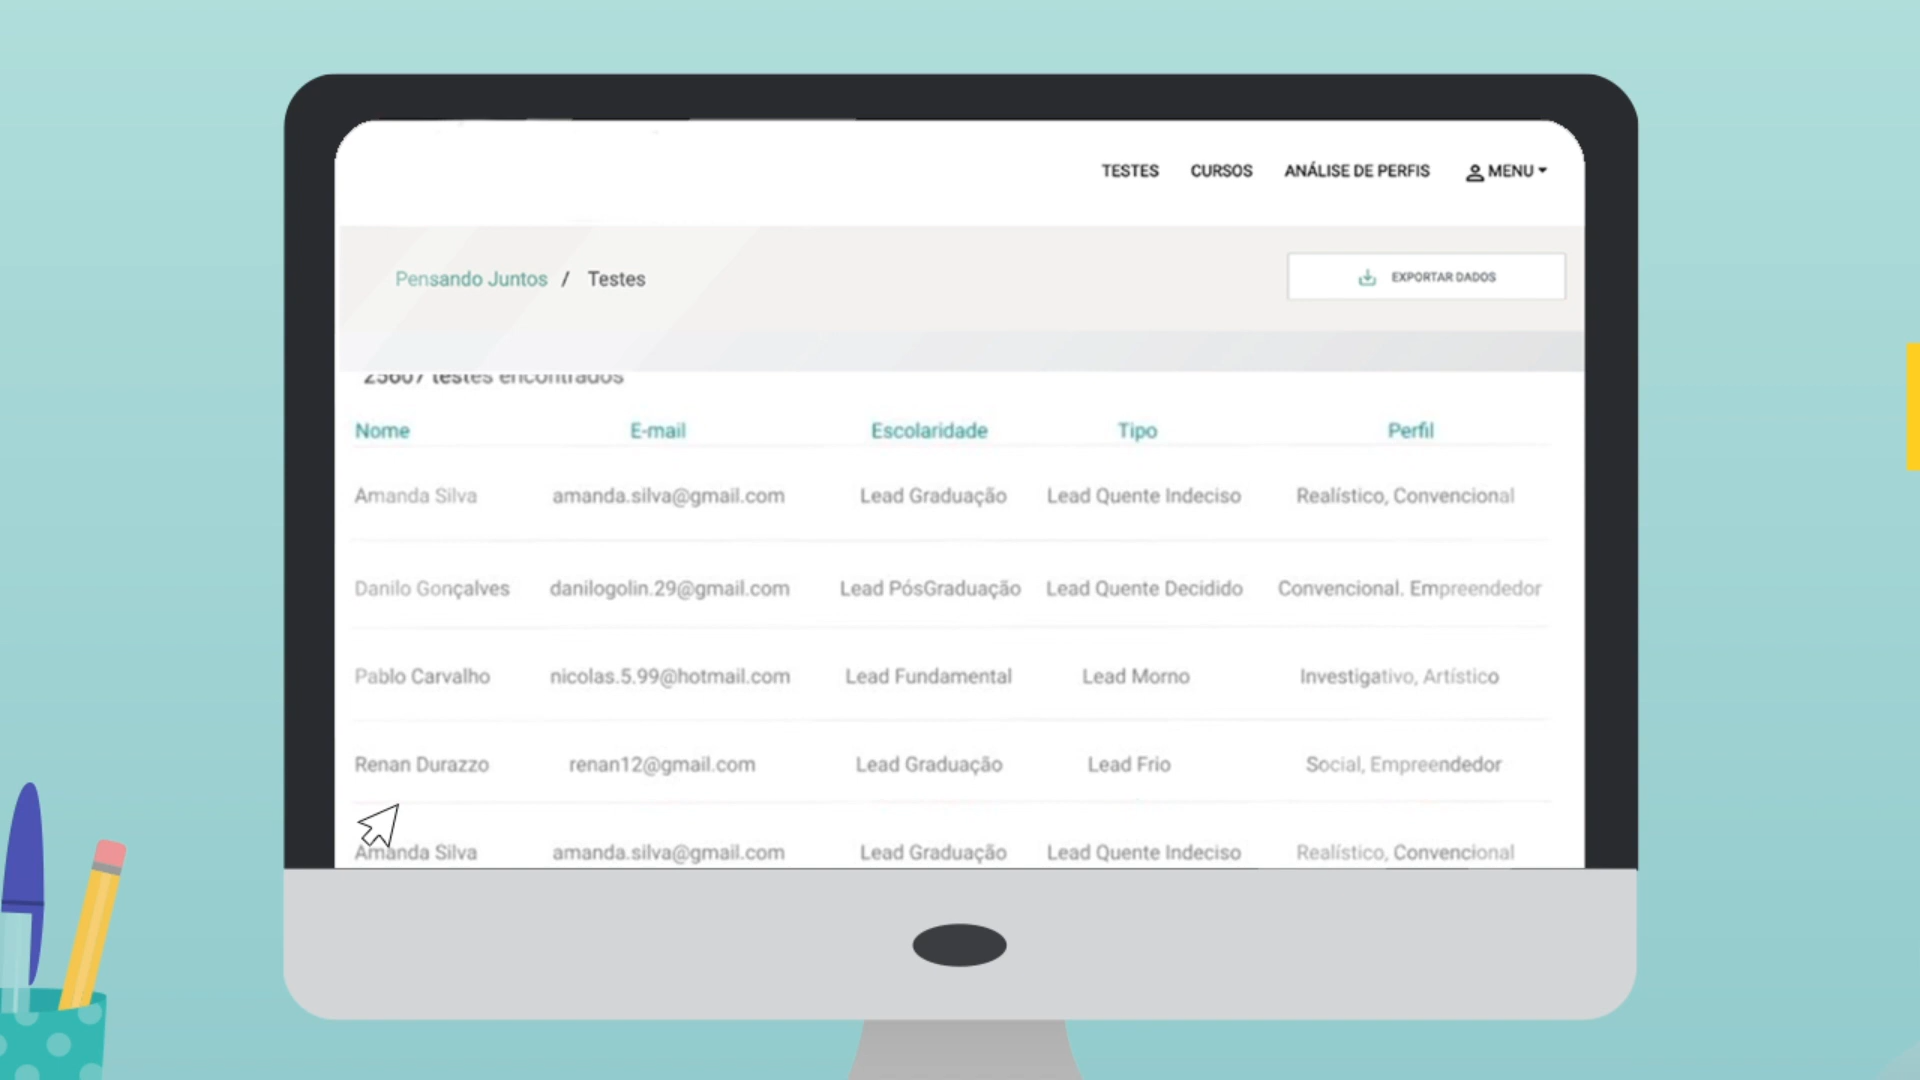 TESTES CURSOS ANÁLISE DE PERFIS MENU
Pensando Juntos / Testes
EXPORTAR DADOS
25607 testes encontrados
Nome E-mail Escolaridade Tipo Perfil
Amanda Silva amanda.silva@gmail.com Lead Graduação Lead Quente Indeciso Realístico, Convencional
Danilo Gonçalves danilogolin.29@gmail.com Lead PósGraduação Lead Quente Decidido Convencional. Empreendedor
Pablo Carvalho nicolas.5.99@hotmail.com Lead Fundamental Lead Morno Investigativo, Artístico
Renan Durazzo renan12@gmail.com Lead Graduação Lead Frio Social, Empreendedor
Amanda Silva amanda.silva@gmail.com Lead Graduação Lead Quente Indeciso Realístico, Convencional